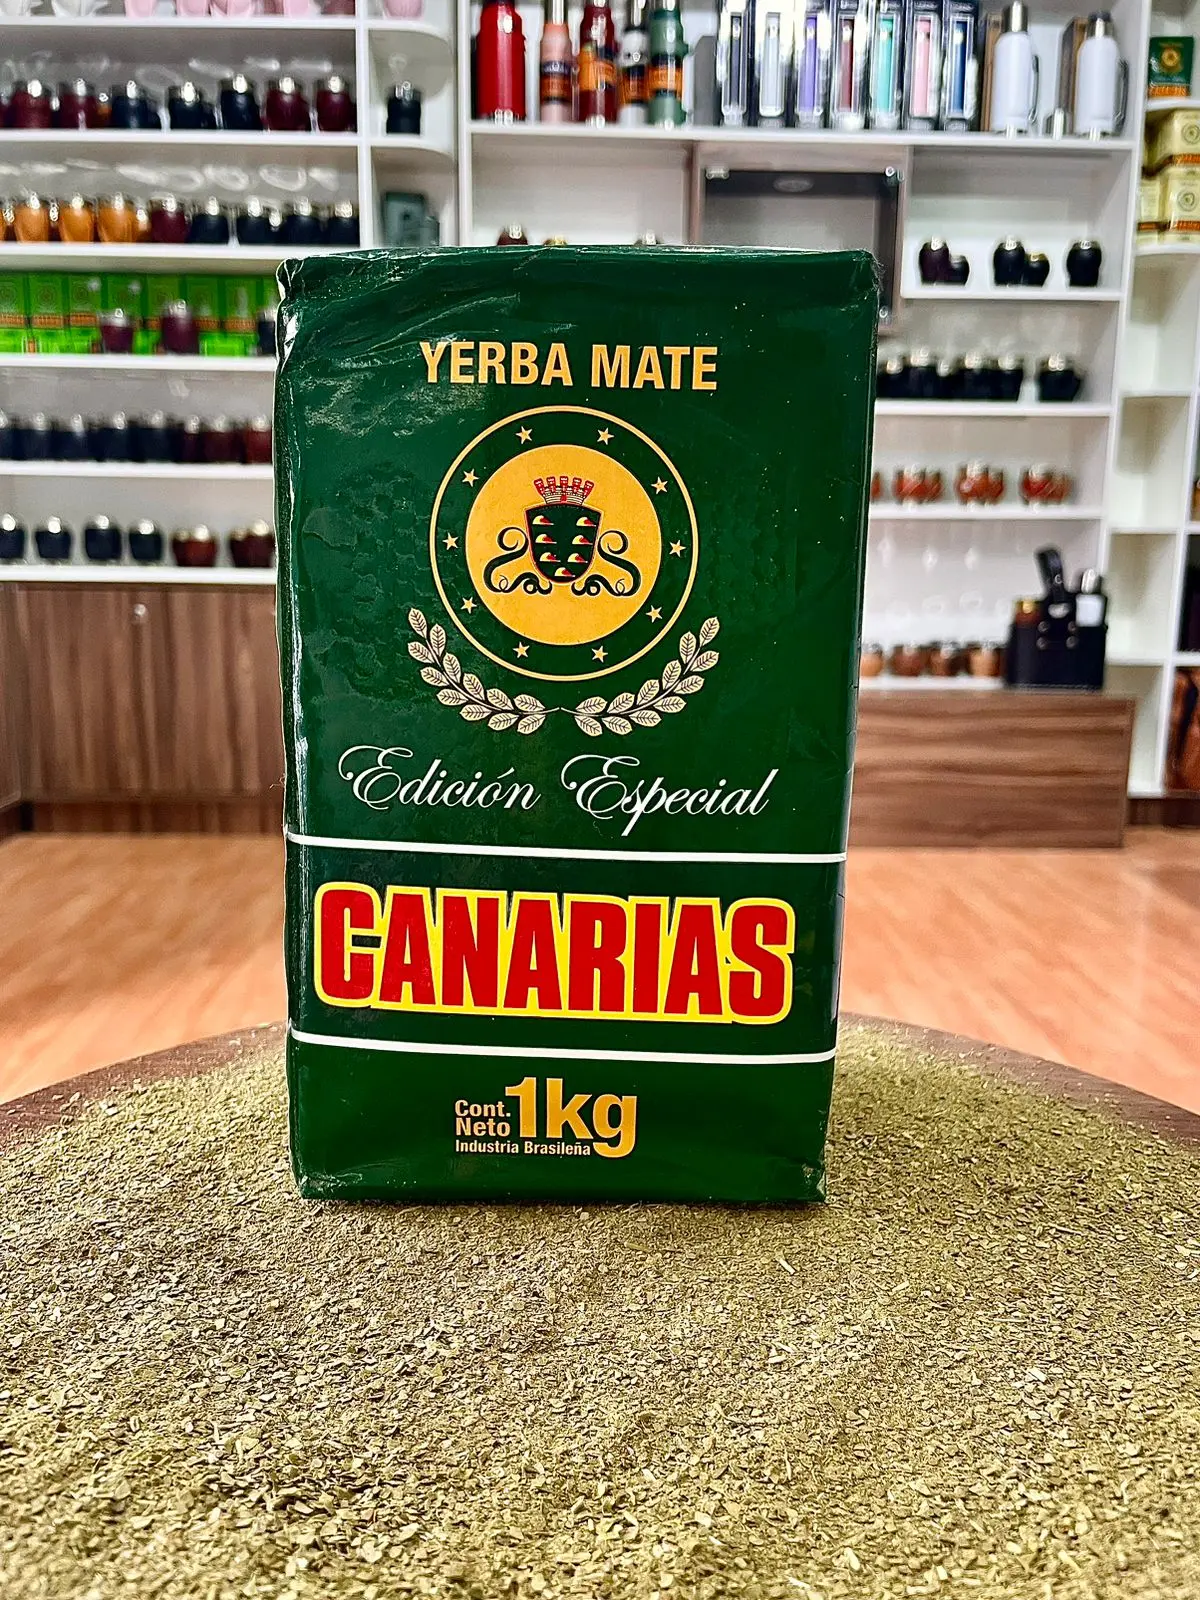 YERBA MATE
Edición Especial
CANARIAS
Cont.
Neto 1kg
Industria Brasileña